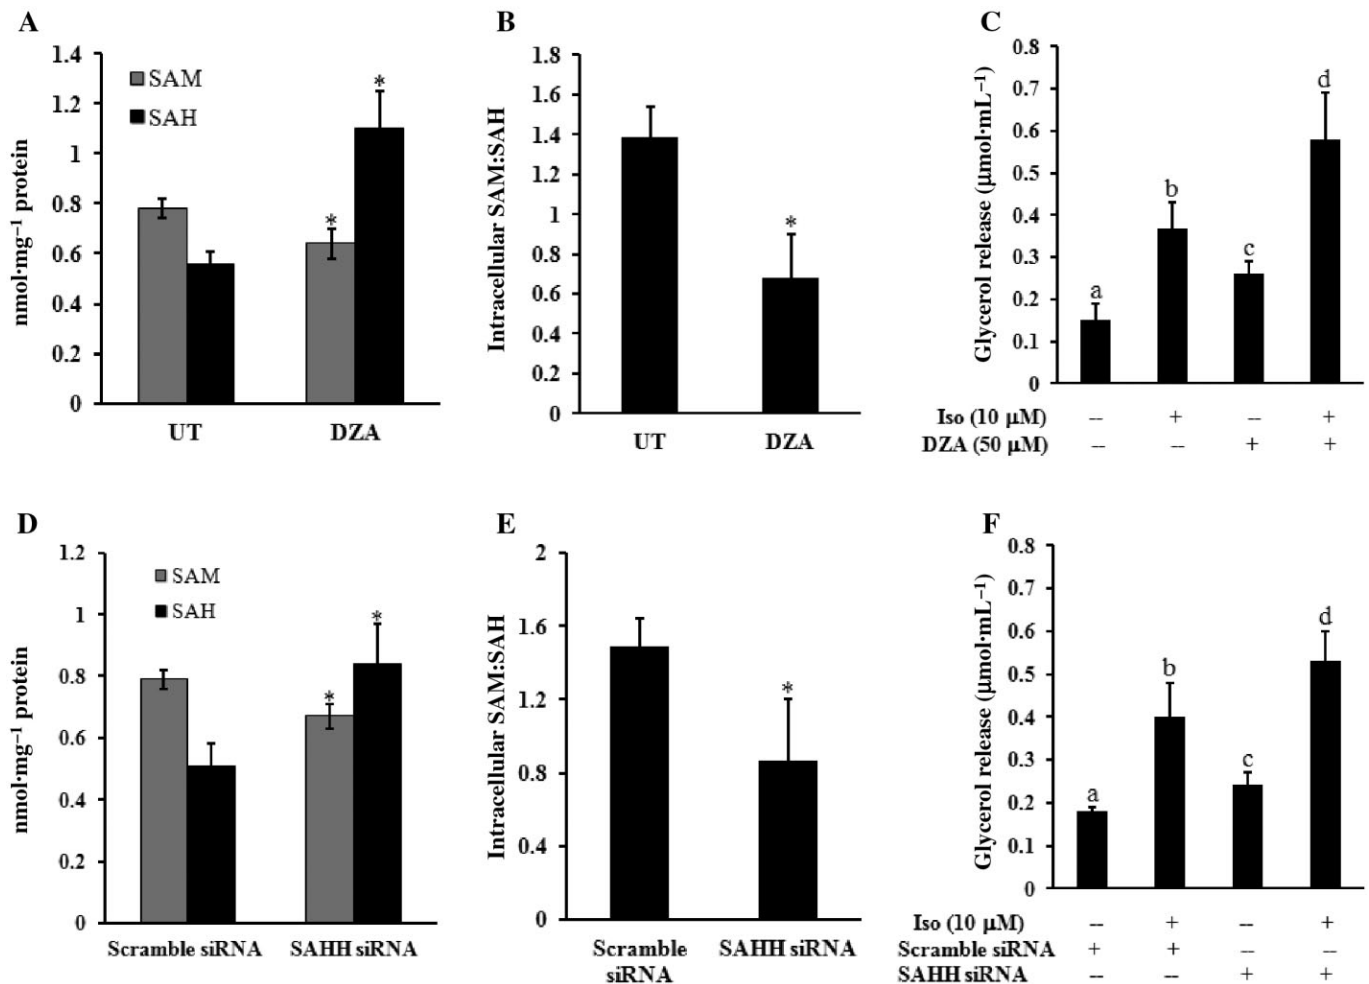 A
nmol·mg⁻¹ protein
1.4
1.2
1
0.8
0.6
0.4
0.2
0
SAM
SAH
*
*
UT
DZA
B
Intracellular SAM:SAH
1.8
1.6
1.4
1.2
1
0.8
0.6
0.4
0.2
0
*
UT
DZA
C
Glycerol release (µmol·mL⁻¹)
0.8
0.7
0.6
0.5
0.4
0.3
0.2
0.1
0
a
b
c
d
Iso (10 µM) -- + -- +
DZA (50 µM) -- -- + +
D
nmol·mg⁻¹ protein
1.2
1
0.8
0.6
0.4
0.2
0
SAM
SAH
*
*
Scramble siRNA
SAHH siRNA
E
Intracellular SAM:SAH
2
1.6
1.2
0.8
0.4
0
*
Scramble
siRNA
SAHH siRNA
F
Glycerol release (µmol·mL⁻¹)
0.8
0.7
0.6
0.5
0.4
0.3
0.2
0.1
0
a
b
c
d
Iso (10 µM) -- + -- +
Scramble siRNA + + -- --
SAHH siRNA -- -- + +